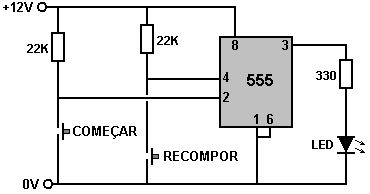 +12V
22K
22K
8
3
4
555
330
2
COMEÇAR
1 6
LED
RECOMPOR
0V